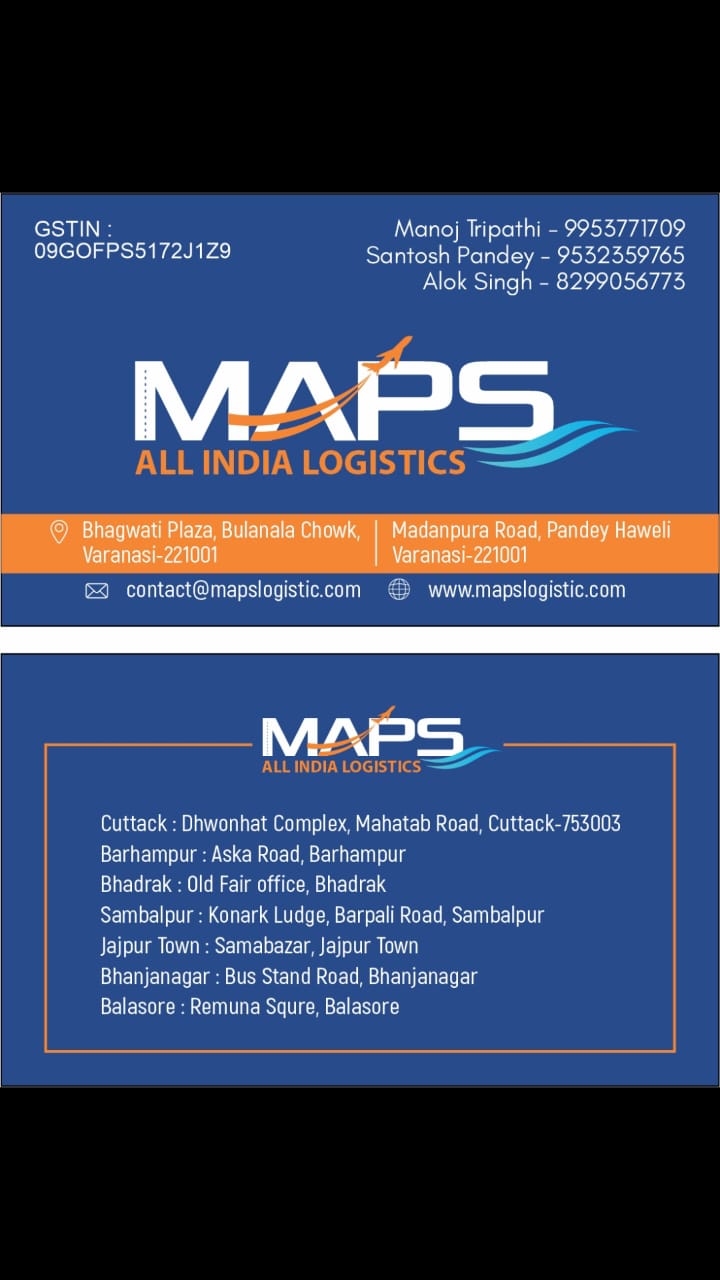 GSTIN :
09GOFPS5172J1Z9
Manoj Tripathi - 9953771709
Santosh Pandey - 9532359765
Alok Singh - 8299056773
MAPS
ALL INDIA LOGISTICS
Bhagwati Plaza, Bulanala Chowk,
Varanasi-221001
Madanpura Road, Pandey Haweli
Varanasi-221001
contact@mapslogistic.com
www.mapslogistic.com
MAPS
ALL INDIA LOGISTICS
Cuttack : Dhwonhat Complex, Mahatab Road, Cuttack-753003
Barhampur : Aska Road, Barhampur
Bhadrak : Old Fair office, Bhadrak
Sambalpur : Konark Ludge, Barpali Road, Sambalpur
Jajpur Town : Samabazar, Jajpur Town
Bhanjanagar : Bus Stand Road, Bhanjanagar
Balasore : Remuna Squre, Balasore